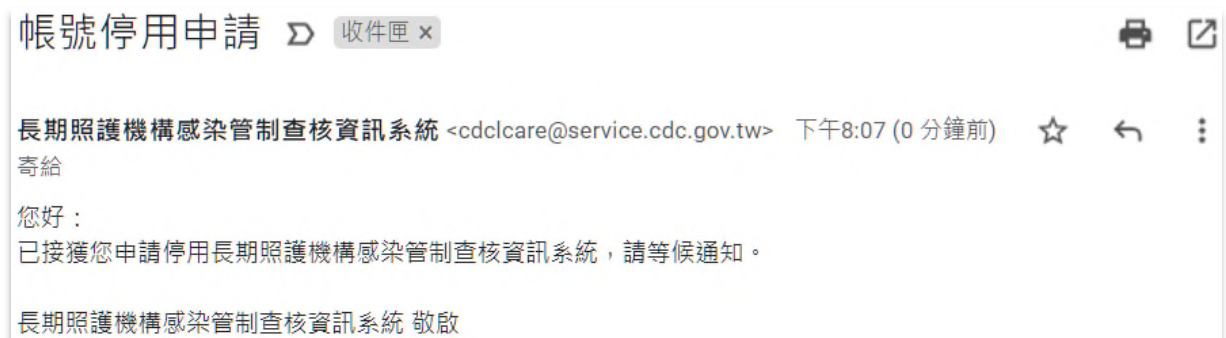 帳號停用申請 收件匣 ×
長期照護機構感染管制查核資訊系統 <cdclcare@service.cdc.gov.tw> 下午8:07 (0 分鐘前)
寄給
您好：
已接獲您申請停用長期照護機構感染管制查核資訊系統，請等候通知。
長期照護機構感染管制查核資訊系統 敬啟